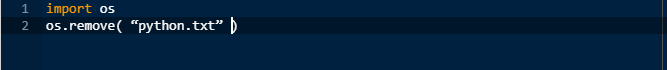 1 import os
2 os.remove( “python.txt” )